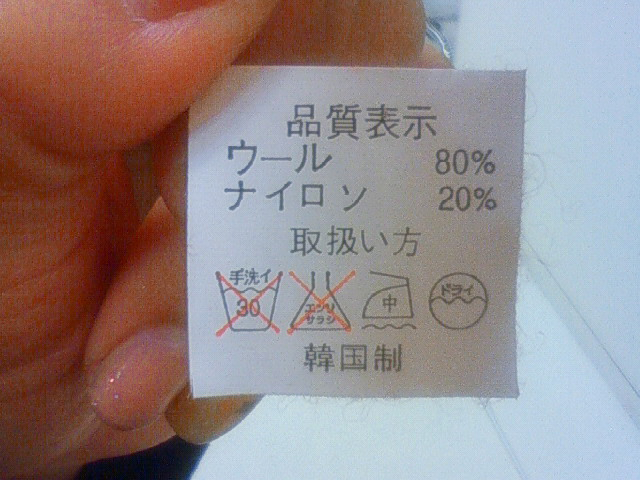 品質表示
ウール 80%
ナイロソ 20%
取扱い方
手洗イ 30 エンソサラシ 中 ドライ
韓国制